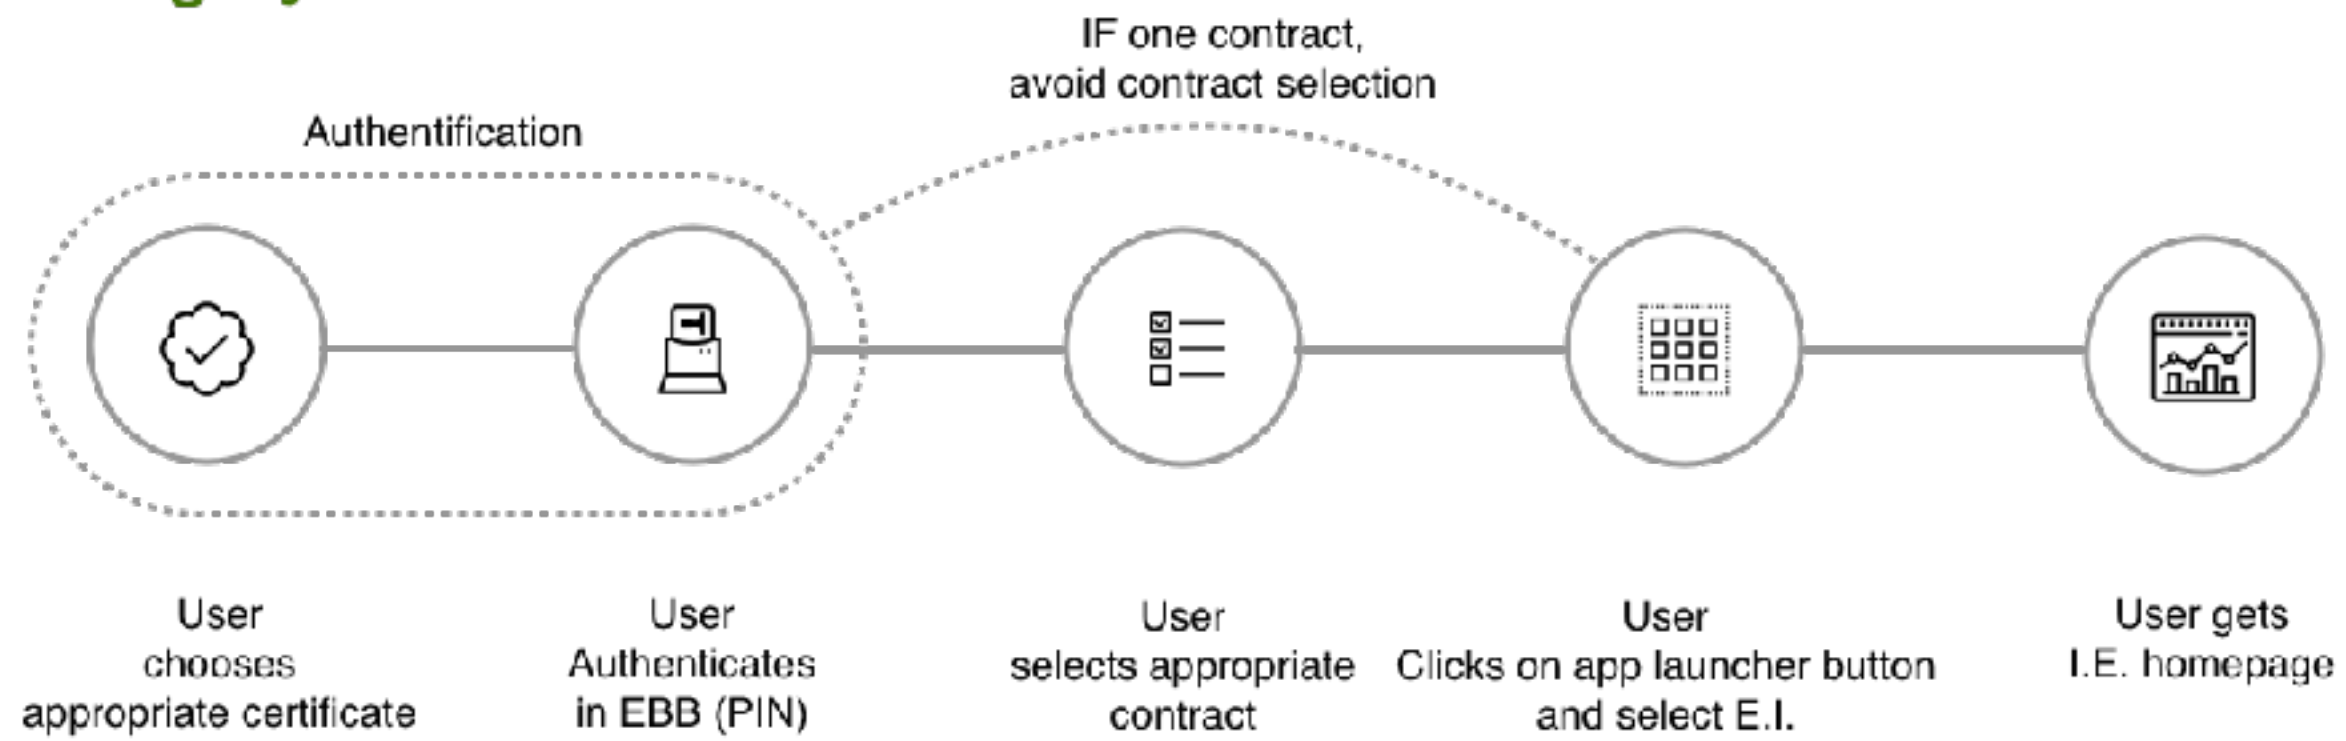 IF one contract,
avoid contract selection
Authentification
User
chooses
appropriate certificate
User
Authenticates
in EBB (PIN)
User
selects appropriate
contract
User
Clicks on app launcher button
and select E.I.
User gets
I.E. homepage